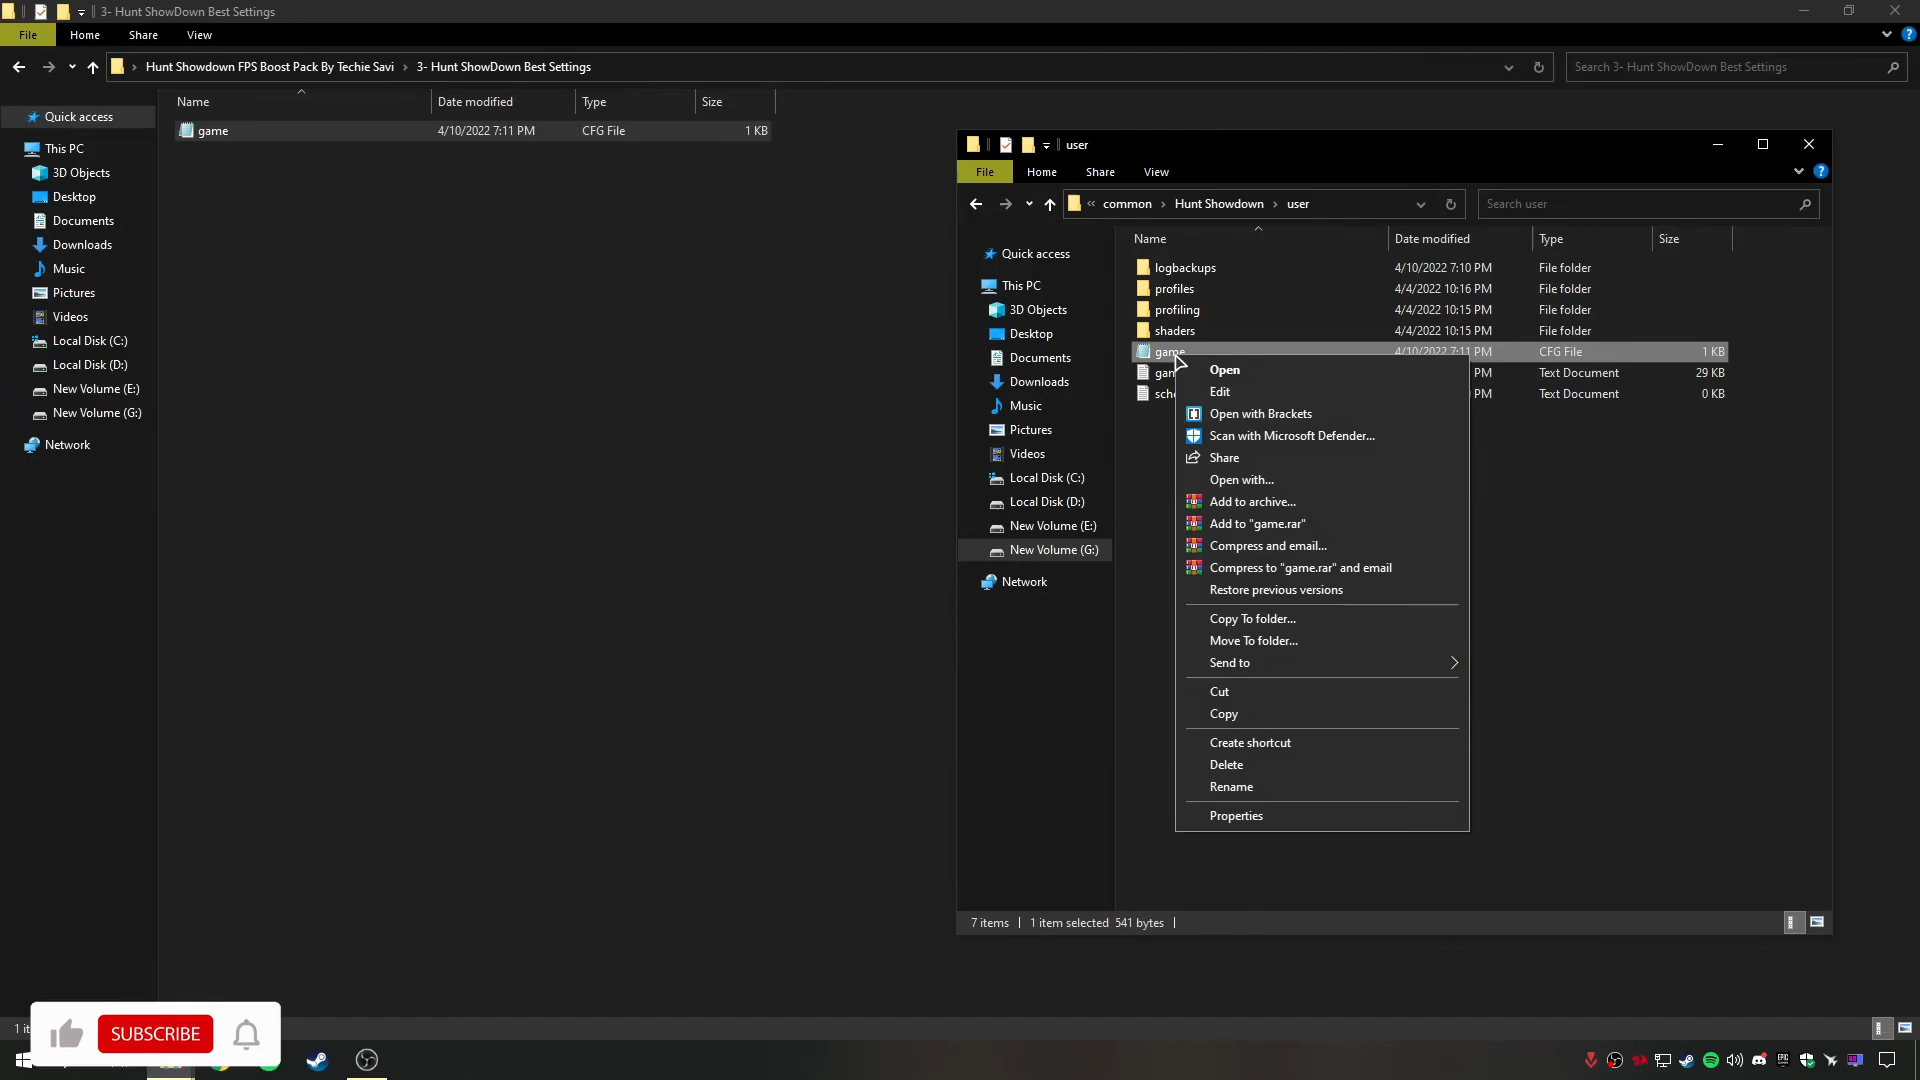 3- Hunt ShowDown Best Settings
File Home Share View
Hunt Showdown FPS Boost Pack By Techie Savi 3- Hunt ShowDown Best Settings
Search 3- Hunt ShowDown Best Settings
Name Date modified Type Size
game 4/10/2022 7:11 PM CFG File 1 KB
Quick access
This PC
3D Objects
Desktop
Documents
Downloads
Music
Pictures
Videos
Local Disk (C:)
Local Disk (D:)
New Volume (E:)
New Volume (G:)
Network
user
File Home Share View
« common Hunt Showdown user
Search user
Name Date modified Type Size
Quick access
This PC
3D Objects
Desktop
Documents
Downloads
Music
Pictures
Videos
Local Disk (C:)
Local Disk (D:)
New Volume (E:)
New Volume (G:)
Network
logbackups 4/10/2022 7:10 PM File folder
profiles 4/4/2022 10:16 PM File folder
profiling 4/4/2022 10:15 PM File folder
shaders 4/4/2022 10:15 PM File folder
game 4/10/2022 7:11 PM CFG File 1 KB
PM Text Document 29 KB
PM Text Document 0 KB
Open
Edit
Open with Brackets
Scan with Microsoft Defender...
Share
Open with...
Add to archive...
Add to "game.rar"
Compress and email...
Compress to "game.rar" and email
Restore previous versions
Copy To folder...
Move To folder...
Send to
Cut
Copy
Create shortcut
Delete
Rename
Properties
7 items 1 item selected 541 bytes
SUBSCRIBE